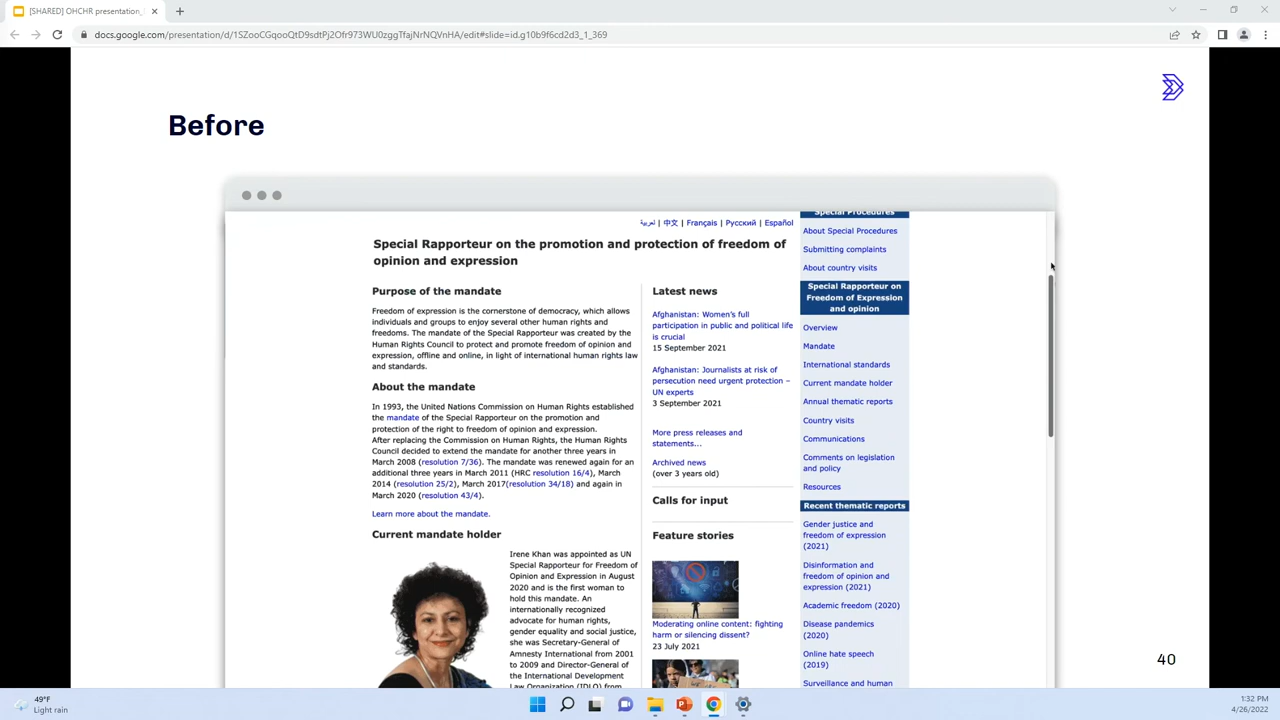 [SHARED] OHCHR presentation_
docs.google.com/presentation/d/1SZooCGqooQtD9sdtPj2Ofr973WU0zggTfajNrNQVnHA/edit#slide=id.g10b9f6cd2d3_1_369
Before
العربية | 中文 | Français | Русский | Español
Special Rapporteur on the promotion and protection of freedom of
opinion and expression
Purpose of the mandate
Freedom of expression is the cornerstone of democracy, which allows
individuals and groups to enjoy several other human rights and
freedoms. The mandate of the Special Rapporteur was created by the
Human Rights Council to protect and promote freedom of opinion and
expression, offline and online, in light of international human rights law
and standards.
About the mandate
In 1993, the United Nations Commission on Human Rights established
the mandate of the Special Rapporteur on the promotion and
protection of the right to freedom of opinion and expression.
After replacing the Commission on Human Rights, the Human Rights
Council decided to extend the mandate for another three years in
March 2008 (resolution 7/36). The mandate was renewed again for an
additional three years in March 2011 (HRC resolution 16/4), March
2014 (resolution 25/2), March 2017(resolution 34/18) and again in
March 2020 (resolution 43/4).
Learn more about the mandate.
Current mandate holder
Irene Khan was appointed as UN
Special Rapporteur for Freedom of
Opinion and Expression in August
2020 and is the first woman to
hold this mandate. An
internationally recognized
advocate for human rights,
gender equality and social justice,
she was Secretary-General of
Amnesty International from 2001
to 2009 and Director-General of
the International Development
Law Organization (IDLO) from
Latest news
Afghanistan: Women's full
participation in public and political life
is crucial
15 September 2021
Afghanistan: Journalists at risk of
persecution need urgent protection –
UN experts
3 September 2021
More press releases and
statements...
Archived news
(over 3 years old)
Calls for input
Feature stories
Moderating online content: fighting
harm or silencing dissent?
23 July 2021
Special Procedures
About Special Procedures
Submitting complaints
About country visits
Special Rapporteur on
Freedom of Expression
and opinion
Overview
Mandate
International standards
Current mandate holder
Annual thematic reports
Country visits
Communications
Comments on legislation
and policy
Resources
Recent thematic reports
Gender justice and
freedom of expression
(2021)
Disinformation and
freedom of opinion and
expression (2021)
Academic freedom (2020)
Disease pandemics
(2020)
Online hate speech
(2019)
Surveillance and human
40
49°F
Light rain
1:32 PM
4/26/2022